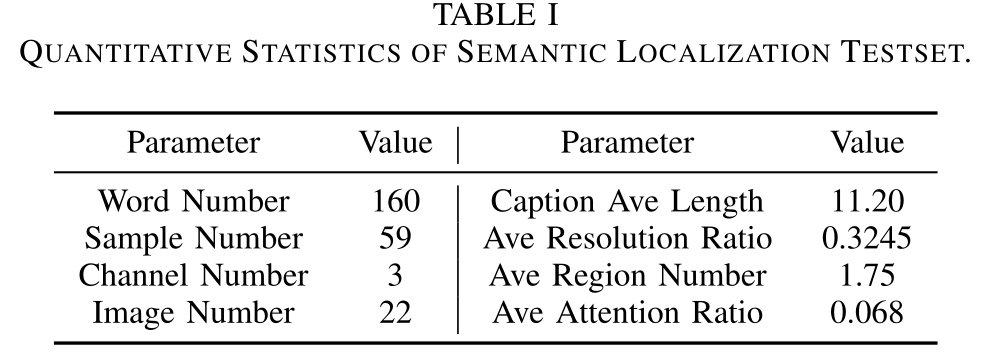 TABLE I
QUANTITATIVE STATISTICS OF SEMANTIC LOCALIZATION TESTSET.
Parameter Value Parameter Value
Word Number 160 Caption Ave Length 11.20
Sample Number 59 Ave Resolution Ratio 0.3245
Channel Number 3 Ave Region Number 1.75
Image Number 22 Ave Attention Ratio 0.068